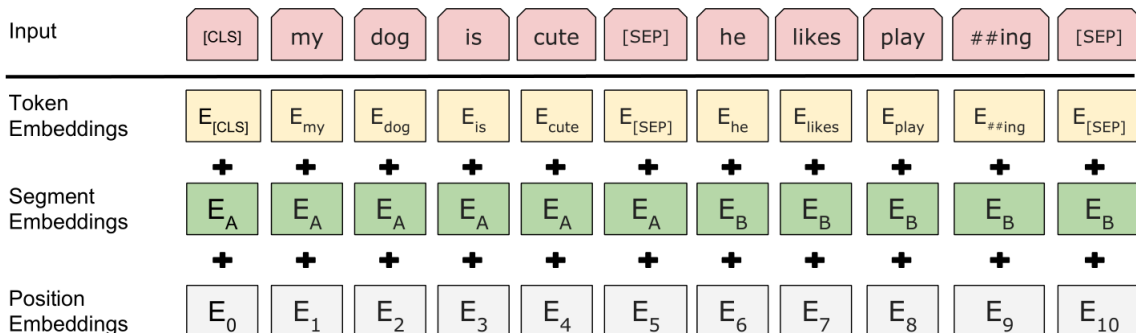 Input [CLS] my dog is cute [SEP] he likes play ##ing [SEP]
Token Embeddings E[CLS] Emy Edog Eis Ecute E[SEP] Ehe Elikes Eplay E##ing E[SEP]
+ + + + + + + + + + +
Segment Embeddings EA EA EA EA EA EA EB EB EB EB EB
+ + + + + + + + + + +
Position Embeddings E0 E1 E2 E3 E4 E5 E6 E7 E8 E9 E10